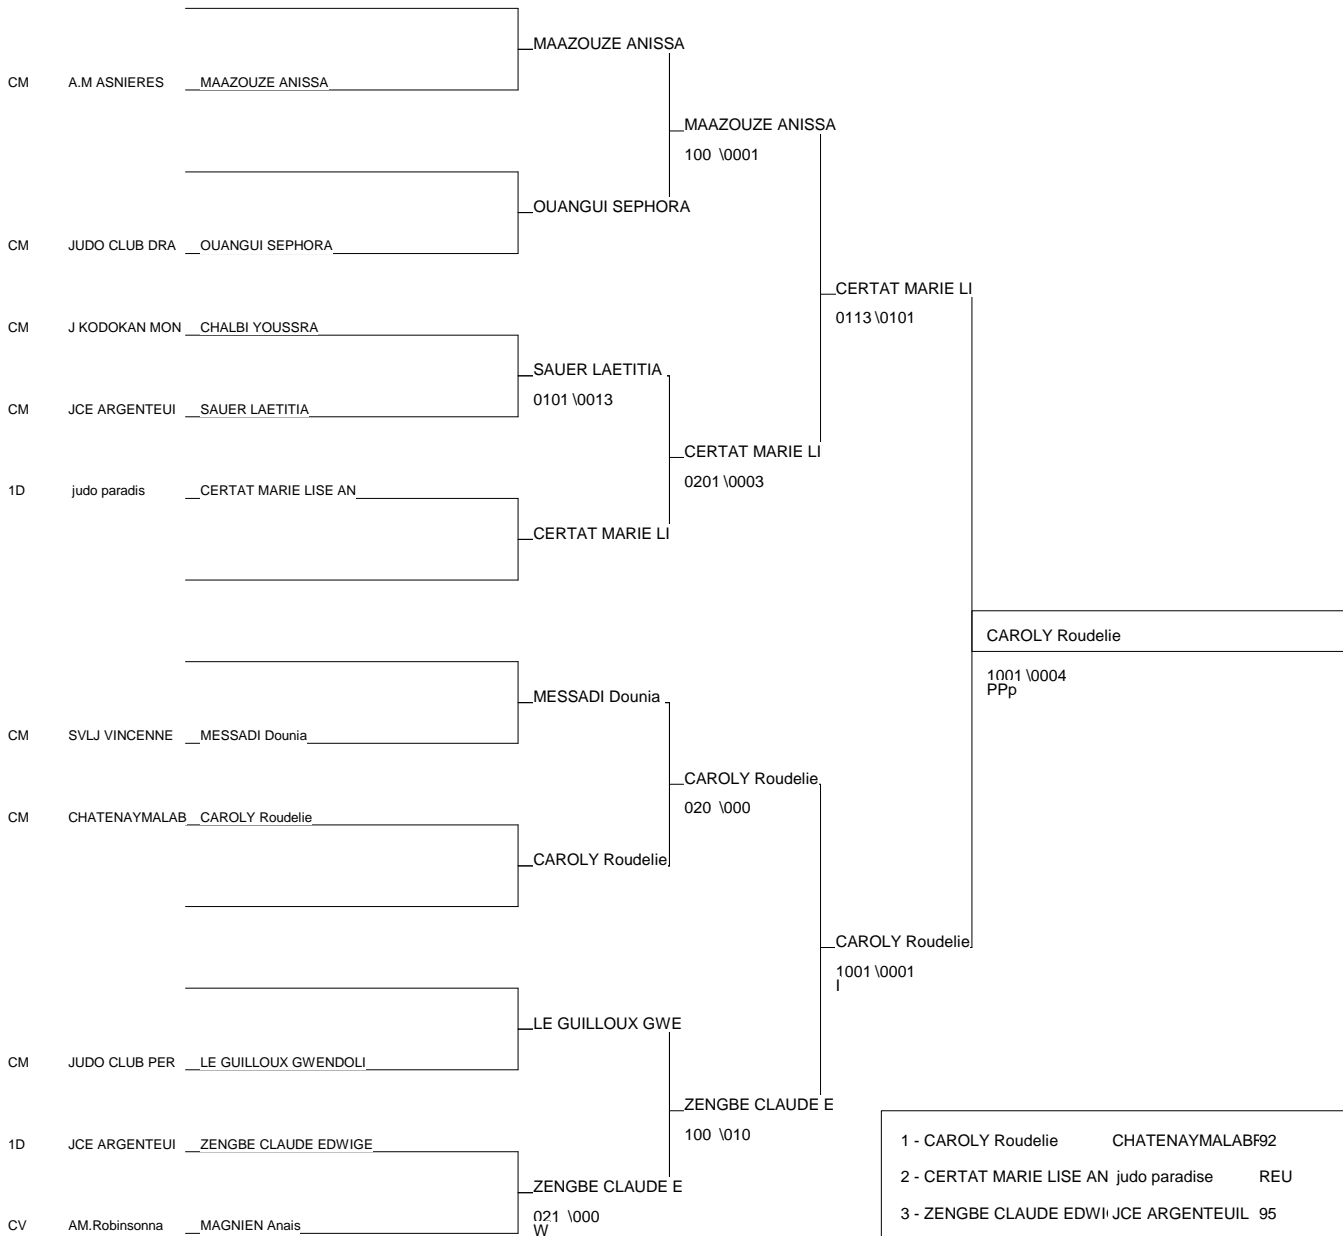 MAAZOUZE ANISSA
CM A.M ASNIERES MAAZOUZE ANISSA
MAAZOUZE ANISSA
100 \0001
OUANGUI SEPHORA
CM JUDO CLUB DRA OUANGUI SEPHORA
CERTAT MARIE LI
0113 \0101
CM J KODOKAN MON CHALBI YOUSSRA
SAUER LAETITIA
0101 \0013
CM JCE ARGENTEUI SAUER LAETITIA
CERTAT MARIE LI
0201 \0003
1D judo paradis CERTAT MARIE LISE AN
CERTAT MARIE LI
CAROLY Roudelie
1001 \0004
PPp
MESSADI Dounia
CM SVLJ VINCENNE MESSADI Dounia
CAROLY Roudelie
020 \000
CM CHATENAYMALAB CAROLY Roudelie
CAROLY Roudelie
CAROLY Roudelie
1001 \0001
I
LE GUILLOUX GWE
CM JUDO CLUB PER LE GUILLOUX GWENDOLI
ZENGBE CLAUDE E
100 \010
1D JCE ARGENTEUI ZENGBE CLAUDE EDWIGE
ZENGBE CLAUDE E
021 \000
W
CV AM.Robinsonna MAGNIEN Anais
1 - CAROLY Roudelie CHATENAYMALABR92
2 - CERTAT MARIE LISE AN judo paradise REU
3 - ZENGBE CLAUDE EDWI JCE ARGENTEUIL 95